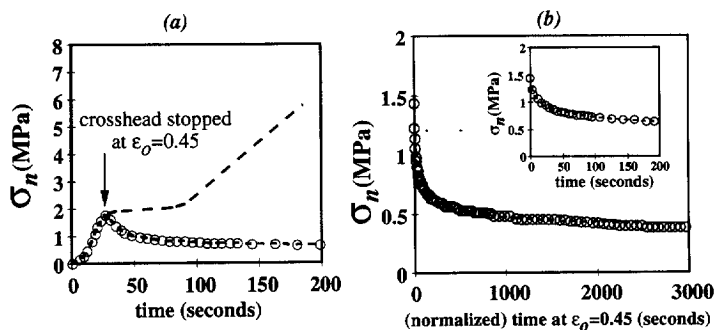 (a)
σn(MPa)
8
7
6
5
4
3
2
1
0
crosshead stopped
at εo=0.45
0 50 100 150 200
time (seconds)
(b)
σn(MPa)
2
1.5
1
0.5
0
0 1000 2000 3000
(normalized) time at εo=0.45 (seconds)
σn(MPa)
2
1.5
1
0.5
0
0 50 100 150 200
time (seconds)